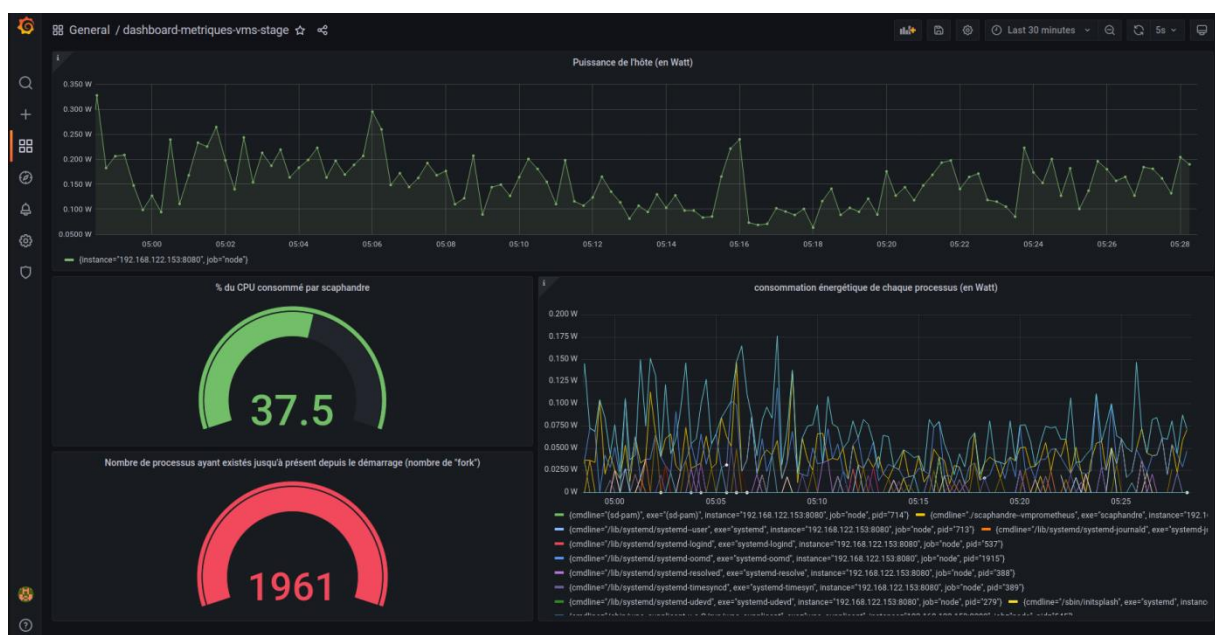 General / dashboard-metriques-vms-stage
Last 30 minutes
5s
Puissance de l'hôte (en Watt)
0.350 W
0.300 W
0.250 W
0.200 W
0.150 W
0.100 W
0.0500 W
05:00 05:02 05:04 05:06 05:08 05:10 05:12 05:14 05:16 05:18 05:20 05:22 05:24 05:26 05:28
{instance="192.168.122.153:8080", job="node"}
% du CPU consommé par scaphandre
37.5
Nombre de processus ayant existés jusqu'à présent depuis le démarrage (nombre de "fork")
1961
consommation énergétique de chaque processus (en Watt)
0.200 W
0.175 W
0.150 W
0.125 W
0.100 W
0.0750 W
0.0500 W
0.0250 W
0 W
05:00 05:05 05:10 05:15 05:20 05:25
{cmdline="(sd-pam)", exe="(sd-pam)", instance="192.168.122.153:8080", job="node", pid="714"} {cmdline="./scaphandre--vmprometheus", exe="scaphandre", instance="192.1
{cmdline="/lib/systemd/systemd--user", exe="systemd", instance="192.168.122.153:8080", job="node", pid="713"} {cmdline="/lib/systemd/systemd-journald", exe="systemd-j
{cmdline="/lib/systemd/systemd-logind", exe="systemd-logind", instance="192.168.122.153:8080", job="node", pid="537"}
{cmdline="/lib/systemd/systemd-oomd", exe="systemd-oomd", instance="192.168.122.153:8080", job="node", pid="1915"}
{cmdline="/lib/systemd/systemd-resolved", exe="systemd-resolve", instance="192.168.122.153:8080", job="node", pid="388"}
{cmdline="/lib/systemd/systemd-timesyncd", exe="systemd-timesyn", instance="192.168.122.153:8080", job="node", pid="389"}
{cmdline="/lib/systemd/systemd-udevd", exe="systemd-udevd", instance="192.168.122.153:8080", job="node", pid="279"} {cmdline="/sbin/initsplash", exe="systemd", instanc